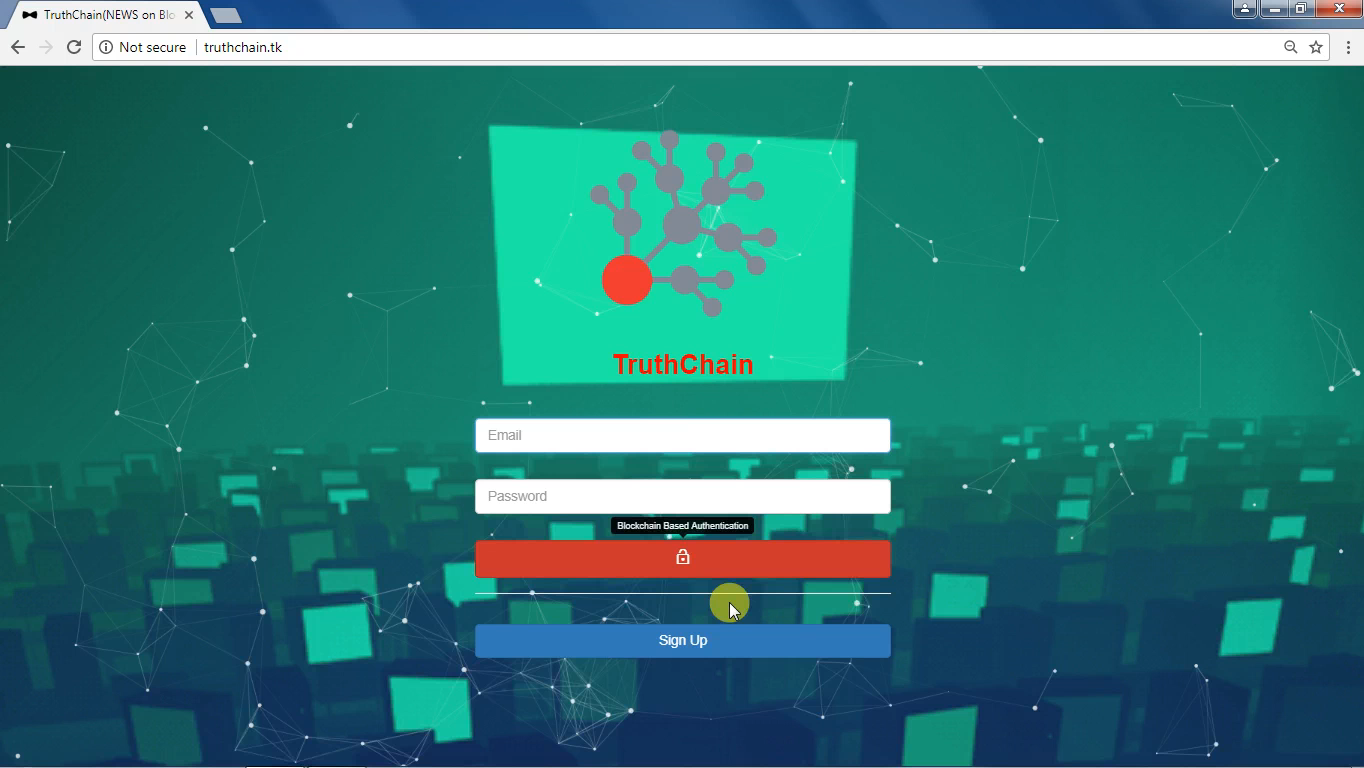 TruthChain(NEWS on Blo
Not secure
truthchain.tk
TruthChain
Email
Password
Blockchain Based Authentication
Sign Up